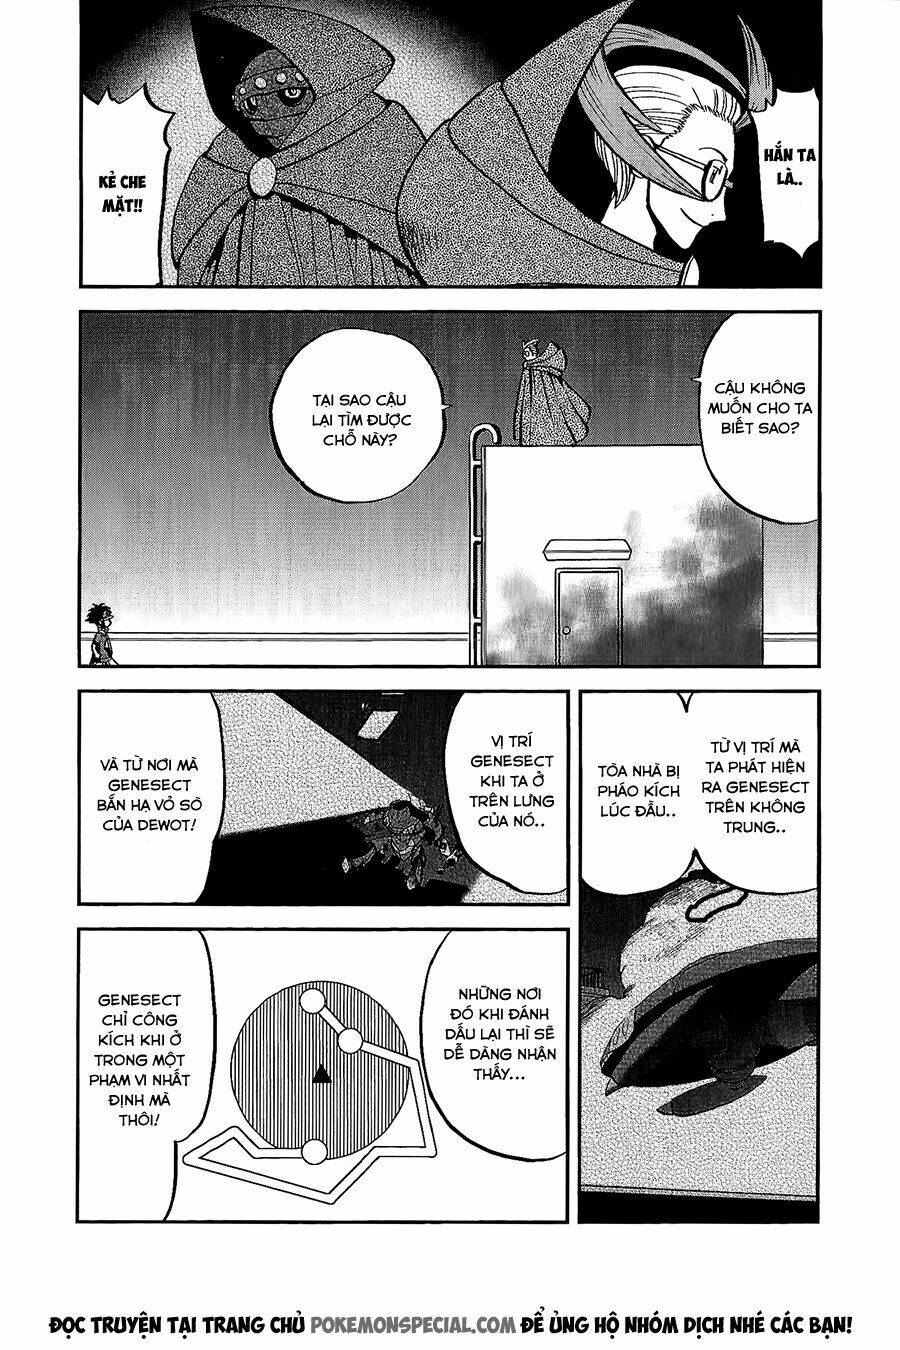 HẮN TA
LÀ..
KẺ CHE
MẶT!!
CẬU KHÔNG
MUỐN CHO TA
BIẾT SAO?
TẠI SAO CẬU
LẠI TÌM ĐƯỢC
CHỖ NÀY?
TỪ VỊ TRÍ MÀ
TA PHÁT HIỆN
RA GENESECT
TRÊN KHÔNG
TRUNG..
TÒA NHÀ BỊ
PHÁO KÍCH
LÚC ĐẦU..
VỊ TRÍ
GENESECT
KHI TA Ở
TRÊN LƯNG
CỦA NÓ..
VÀ TỪ NƠI MÀ
GENESECT
BẮN HẠ VỎ SÒ
CỦA DEWOT!
NHỮNG NƠI
ĐÓ KHI ĐÁNH
DẤU LẠI THÌ SẼ
DỄ DÀNG NHẬN
THẤY...
GENESECT
CHỈ CÔNG
KÍCH KHI Ở
TRONG MỘT
PHẠM VI NHẤT
ĐỊNH MÀ
THÔI!
ĐỌC TRUYỆN TẠI TRANG CHỦ POKEMONSPECIAL.COM ĐỂ ỦNG HỘ NHÓM DỊCH NHÉ CÁC BẠN!